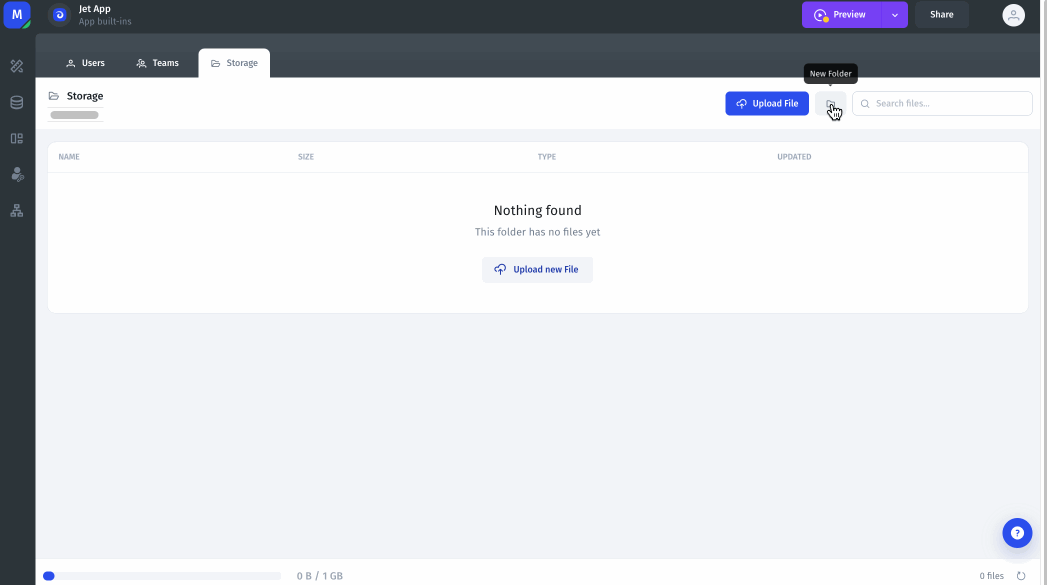 M
Jet App
App built-ins
Preview
Share
Users
Teams
Storage
New Folder
Storage
Upload File
Search files...
NAME
SIZE
TYPE
UPDATED
Nothing found
This folder has no files yet
Upload new File
?
0 B / 1 GB
0 files